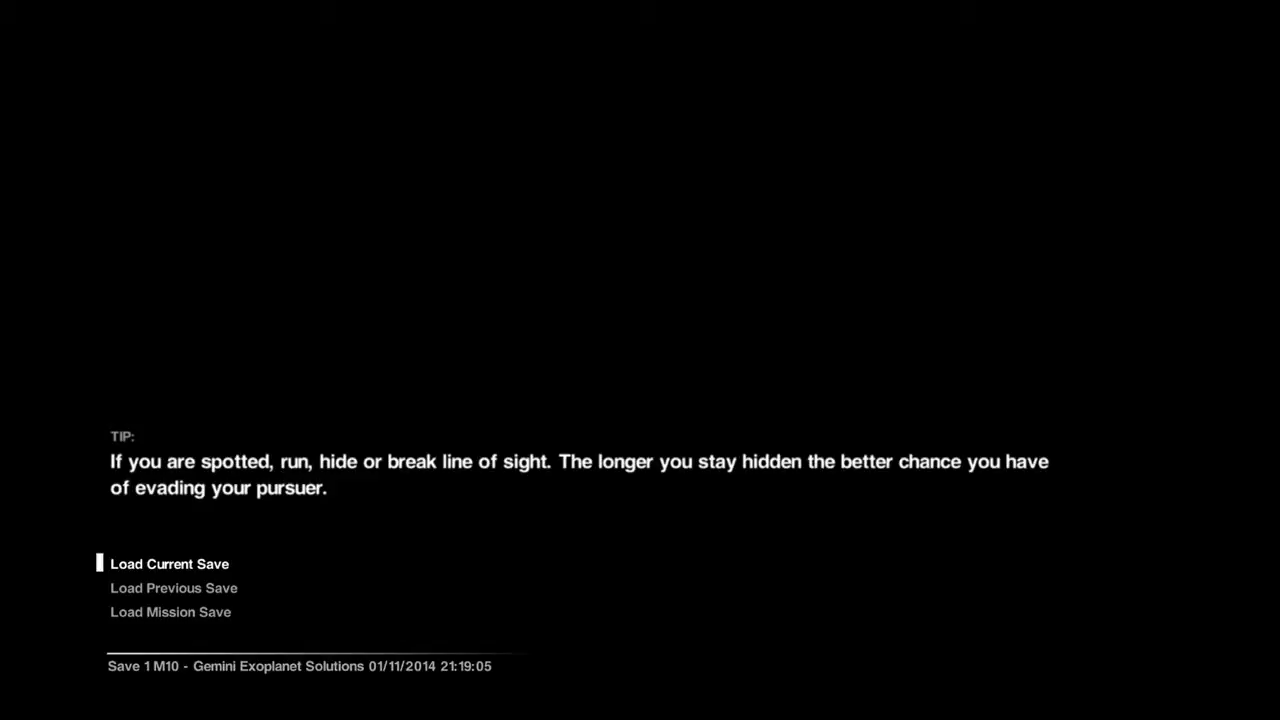 TIP:
If you are spotted, run, hide or break line of sight. The longer you stay hidden the better chance you have
of evading your pursuer.
Load Current Save
Load Previous Save
Load Mission Save
Save 1 M10 - Gemini Exoplanet Solutions 01/11/2014 21:19:05